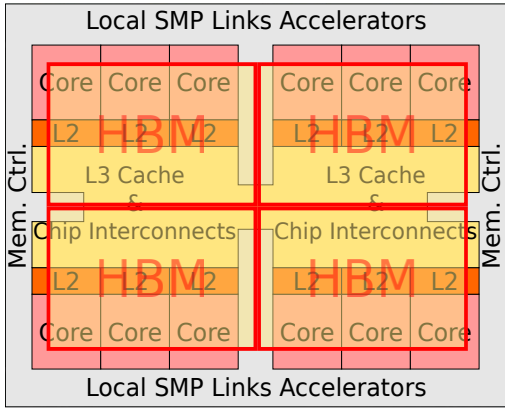 Local SMP Links Accelerators
Core Core Core Core Core Core
L2 L2 L2 L2 L2 L2
HBM HBM
Mem. Ctrl. Mem. Ctrl.
L3 Cache L3 Cache
& &
Chip Interconnects Chip Interconnects
L2 L2 L2 L2 L2 L2
HBM HBM
Core Core Core Core Core Core
Local SMP Links Accelerators